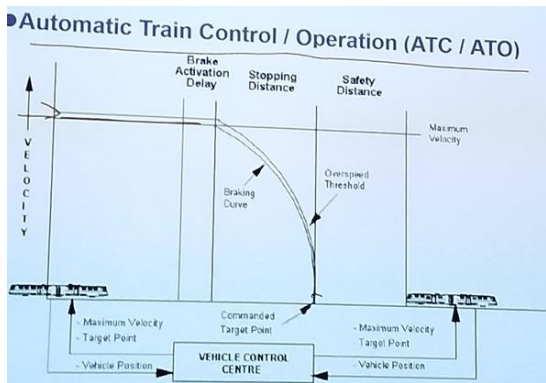 •Automatic Train Control / Operation (ATC / ATO)
Brake
Activation
Delay
Stopping
Distance
Safety
Distance
VELOCITY
Maximum
Velocity
Braking
Curve
Overspeed
Threshold
Commanded
Target Point
- Maximum Velocity
- Target Point
- Vehicle Position
VEHICLE CONTROL
CENTRE
- Maximum Velocity
Target Point
- Vehicle Position